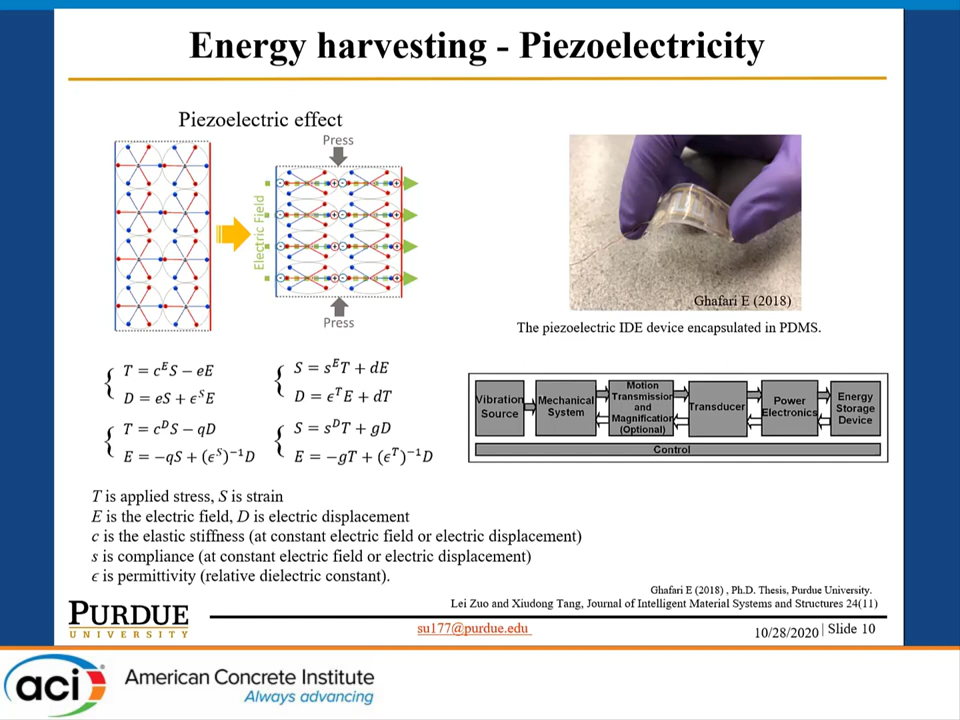 Energy harvesting - Piezoelectricity
Piezoelectric effect
Press
Electric Field
Press
Ghafari E (2018)
The piezoelectric IDE device encapsulated in PDMS.
T = c^E S − eE
D = eS + ϵ^S E
S = s^E T + dE
D = ϵ^T E + dT
T = c^D S − qD
E = −qS + (ϵ^S)^−1 D
S = s^D T + gD
E = −gT + (ϵ^T)^−1 D
Vibration
Source
Mechanical
System
Motion
Transmission
and
Magnification
(Optional)
Transducer
Power
Electronics
Energy
Storage
Device
Control
T is applied stress, S is strain
E is the electric field, D is electric displacement
c is the elastic stiffness (at constant electric field or electric displacement)
s is compliance (at constant electric field or electric displacement)
ϵ is permittivity (relative dielectric constant).
Ghafari E (2018) , Ph.D. Thesis, Purdue University.
Lei Zuo and Xiudong Tang, Journal of Intelligent Material Systems and Structures 24(11)
PURDUE
UNIVERSITY
su177@purdue.edu
10/28/2020 | Slide 10
aci
American Concrete Institute
Always advancing